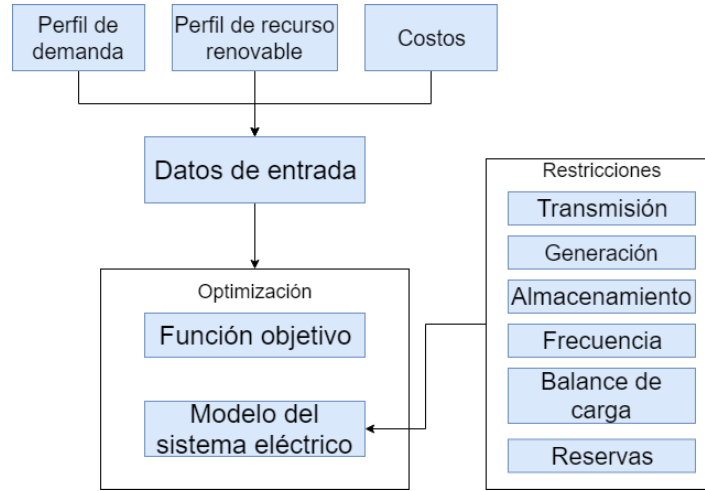 Perfil de
demanda
Perfil de recurso
renovable
Costos
Datos de entrada
Optimización
Función objetivo
Modelo del
sistema eléctrico
Restricciones
Transmisión
Generación
Almacenamiento
Frecuencia
Balance de
carga
Reservas